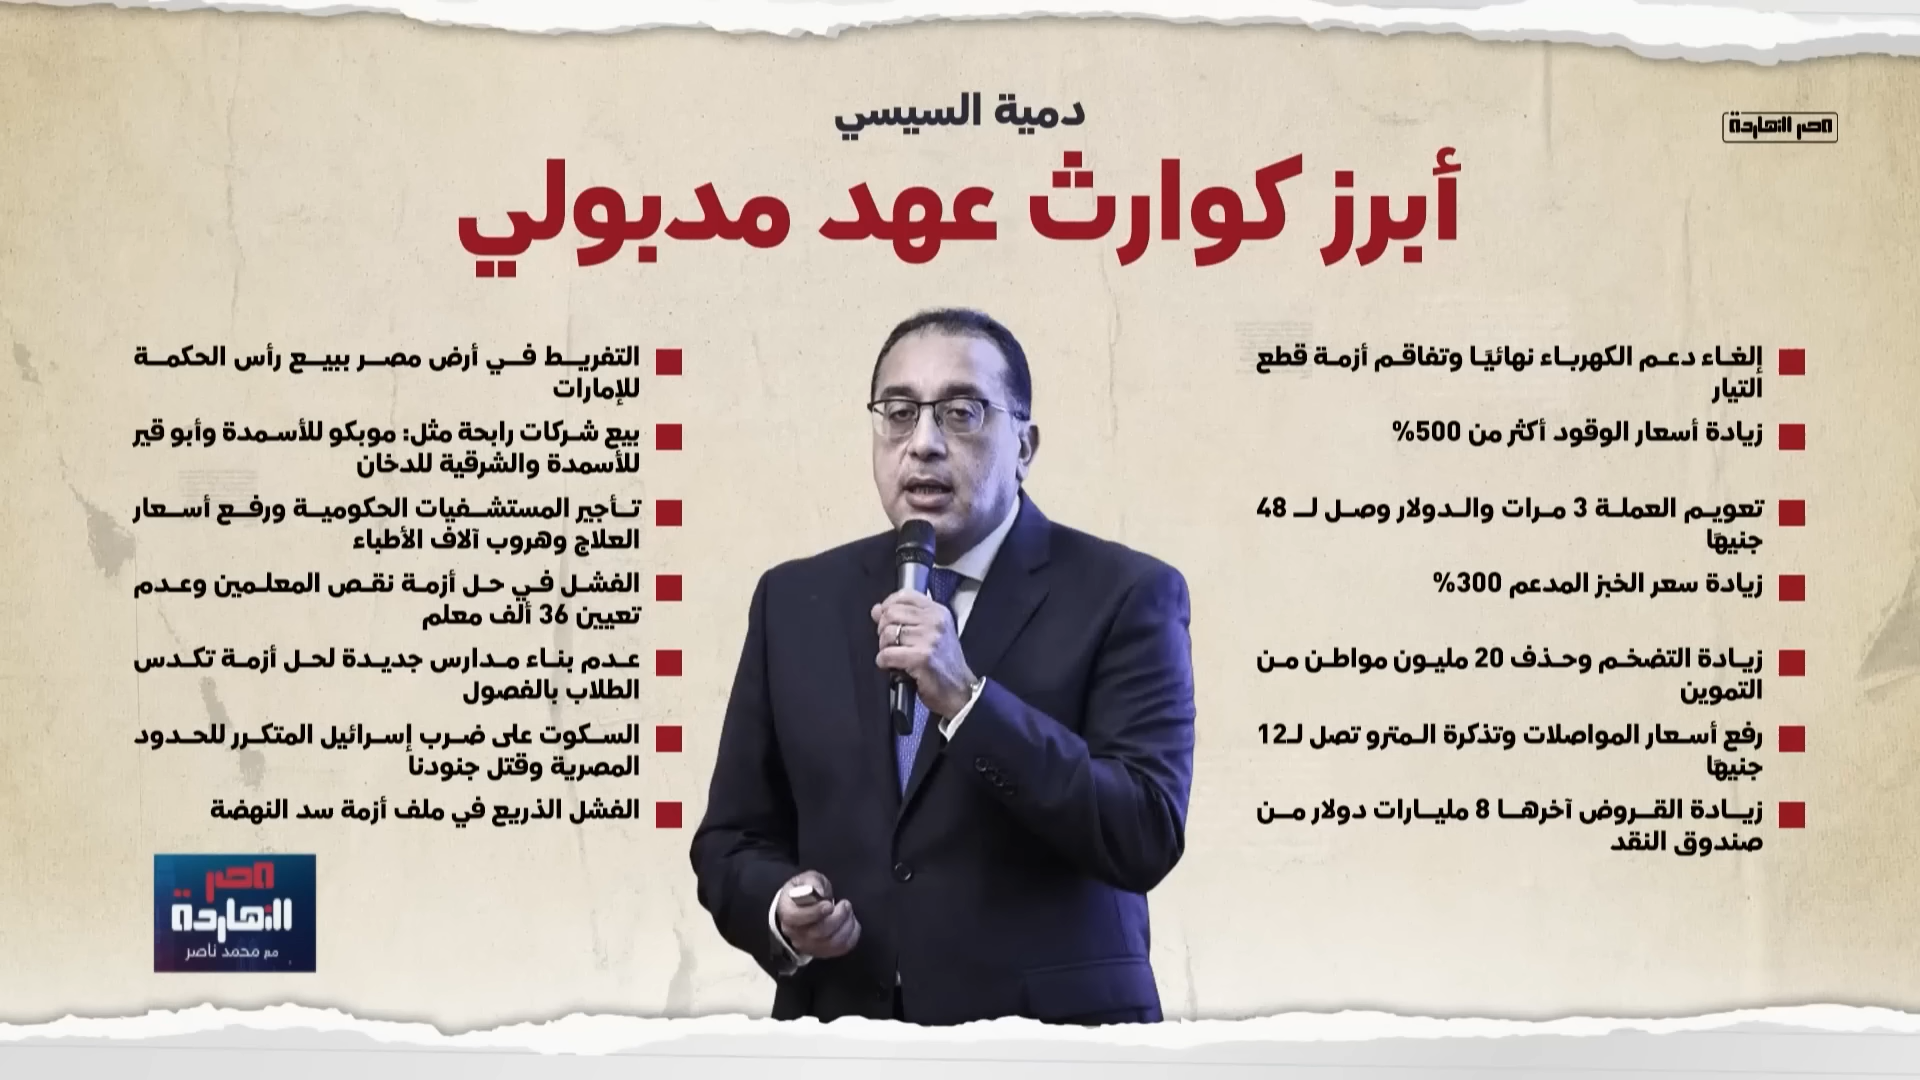 دمية السيسي
مصر النهاردة
أبرز كوارث عهد مدبولي
إلغاء دعم الكهرباء نهائيًا وتفاقم أزمة قطع
التيار
زيادة أسعار الوقود أكثر من 500%
تعويم العملة 3 مرات والدولار وصل لـ 48
جنيهًا
زيادة سعر الخبز المدعم 300%
زيادة التضخم وحذف 20 مليون مواطن من
التموين
رفع أسعار المواصلات وتذكرة المترو تصل لـ12
جنيهًا
زيادة القروض آخرها 8 مليارات دولار من
صندوق النقد
التفريط في أرض مصر ببيع رأس الحكمة
للإمارات
بيع شركات رابحة مثل: موبكو للأسمدة وأبو قير
للأسمدة والشرقية للدخان
تأجير المستشفيات الحكومية ورفع أسعار
العلاج وهروب آلاف الأطباء
الفشل في حل أزمة نقص المعلمين وعدم
تعيين 36 ألف معلم
عدم بناء مدارس جديدة لحل أزمة تكدس
الطلاب بالفصول
السكوت على ضرب إسرائيل المتكرر للحدود
المصرية وقتل جنودنا
الفشل الذريع في ملف أزمة سد النهضة
مصر
النهاردة
مع محمد ناصر